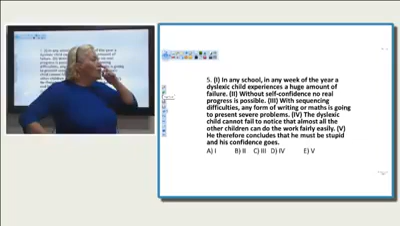 5. (I) In any school, in any week of the year a
dyslexic child experiences a huge amount of
failure. (II) Without self-confidence no real
progress is possible. (III) With sequencing
difficulties, any form of writing or maths is going
to present severe problems. (IV) The dyslexic
child cannot fail to notice that almost all the
other children can do the work fairly easily. (V)
He therefore concludes that he must be stupid
and his confidence goes.
A) I B) II C) III D) IV E) V